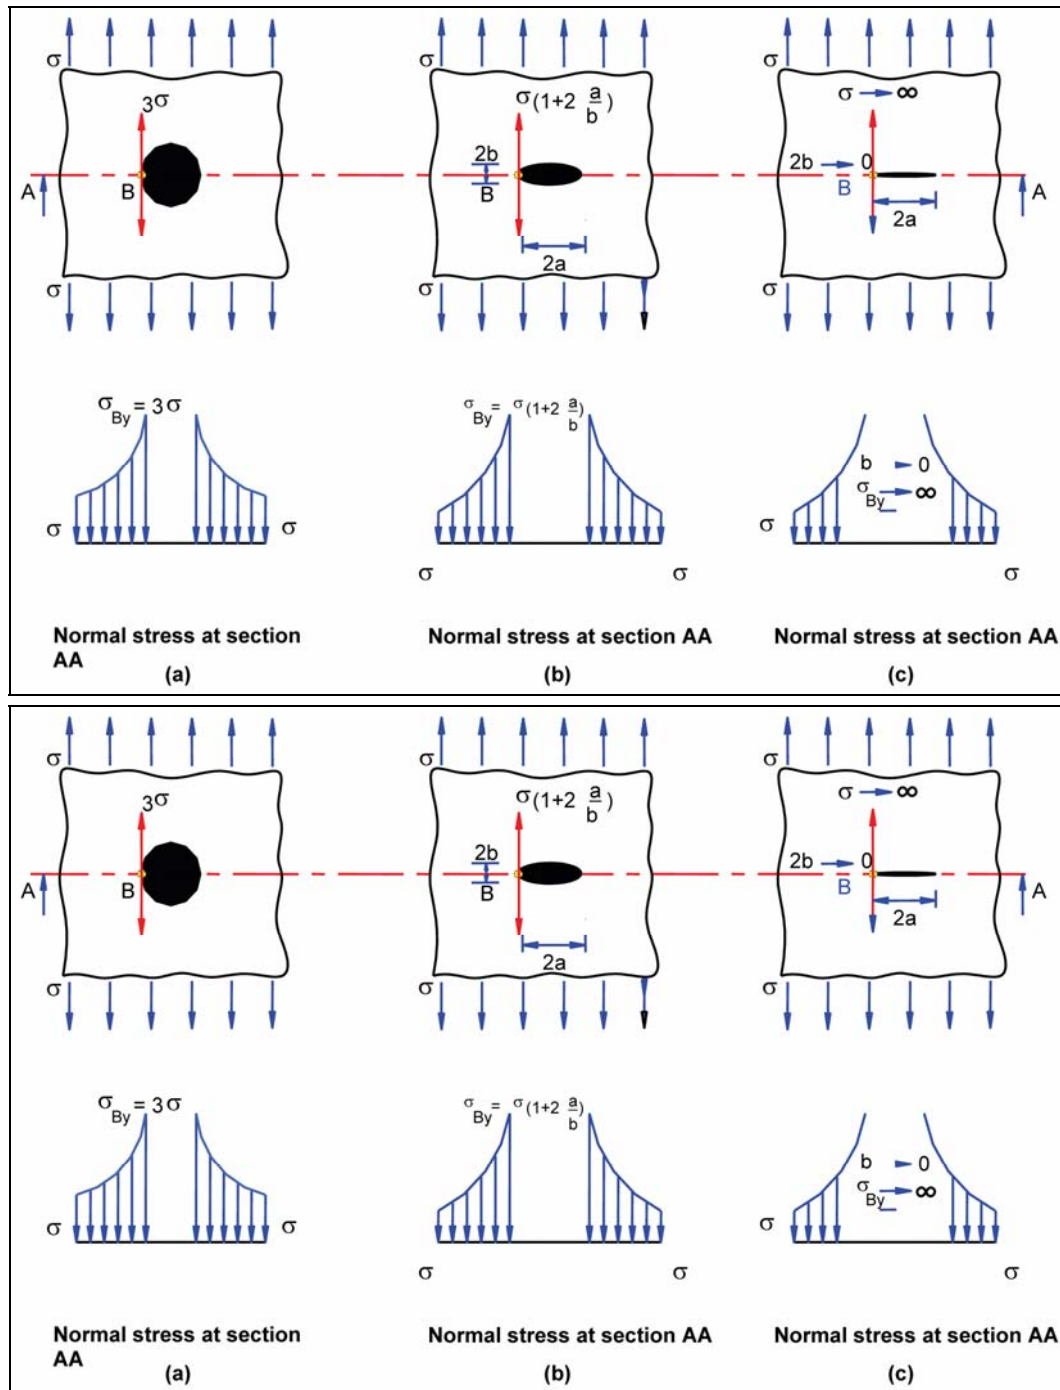 σ σ σ
3σ σ(1+2 a/b) σ → ∞
2b 2b → 0
A B B B A
2a 2a
σ σ σ
σBy = 3σ σBy = σ(1+2 a/b) b → 0
σBy → ∞
σ σ σ
σ σ σ
Normal stress at section AA Normal stress at section AA Normal stress at section AA
(a) (b) (c)
σ σ σ
3σ σ(1+2 a/b) σ → ∞
2b 2b → 0
A B B B A
2a 2a
σ σ σ
σBy = 3σ σBy = σ(1+2 a/b) b → 0
σBy → ∞
σ σ σ
σ σ σ
Normal stress at section AA Normal stress at section AA Normal stress at section AA
(a) (b) (c)